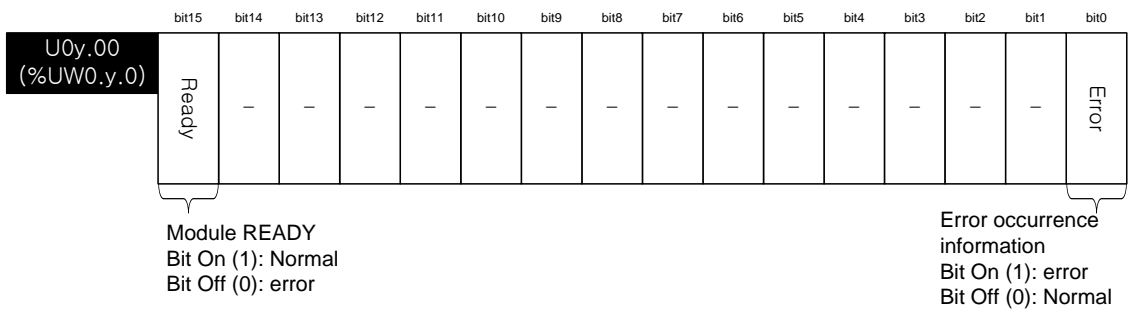 bit15 bit14 bit13 bit12 bit11 bit10 bit9 bit8 bit7 bit6 bit5 bit4 bit3 bit2 bit1 bit0
U0y.00
(%UW0.y.0)
Ready – – – – – – – – – – – – – – Error
Module READY
Bit On (1): Normal
Bit Off (0): error
Error occurrence
information
Bit On (1): error
Bit Off (0): Normal